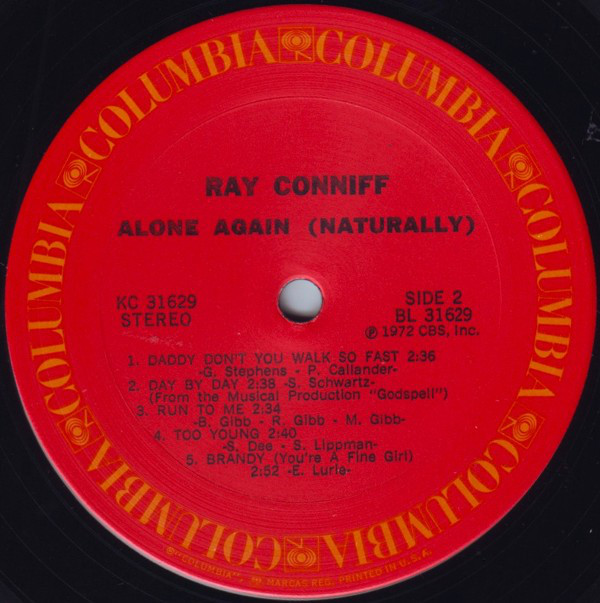 COLUMBIA COLUMBIA COLUMBIA COLUMBIA COLUMBIA COLUMBIA
RAY CONNIFF
ALONE AGAIN (NATURALLY)
KC 31629
STEREO
SIDE 2
BL 31629
℗ 1972 CBS, Inc.
1. DADDY DON'T YOU WALK SO FAST 2:36
-G. Stephens - P. Callander-
2. DAY BY DAY 2:38 -S. Schwartz-
(From the Musical Production "Godspell")
3. RUN TO ME 2:34
-B. Gibb - R. Gibb - M. Gibb-
4. TOO YOUNG 2:40
-S. Dee - S. Lippman-
5. BRANDY (You're A Fine Girl)
2:52 -E. Luria-
®"COLUMBIA", MARCAS REG. PRINTED IN U.S.A.